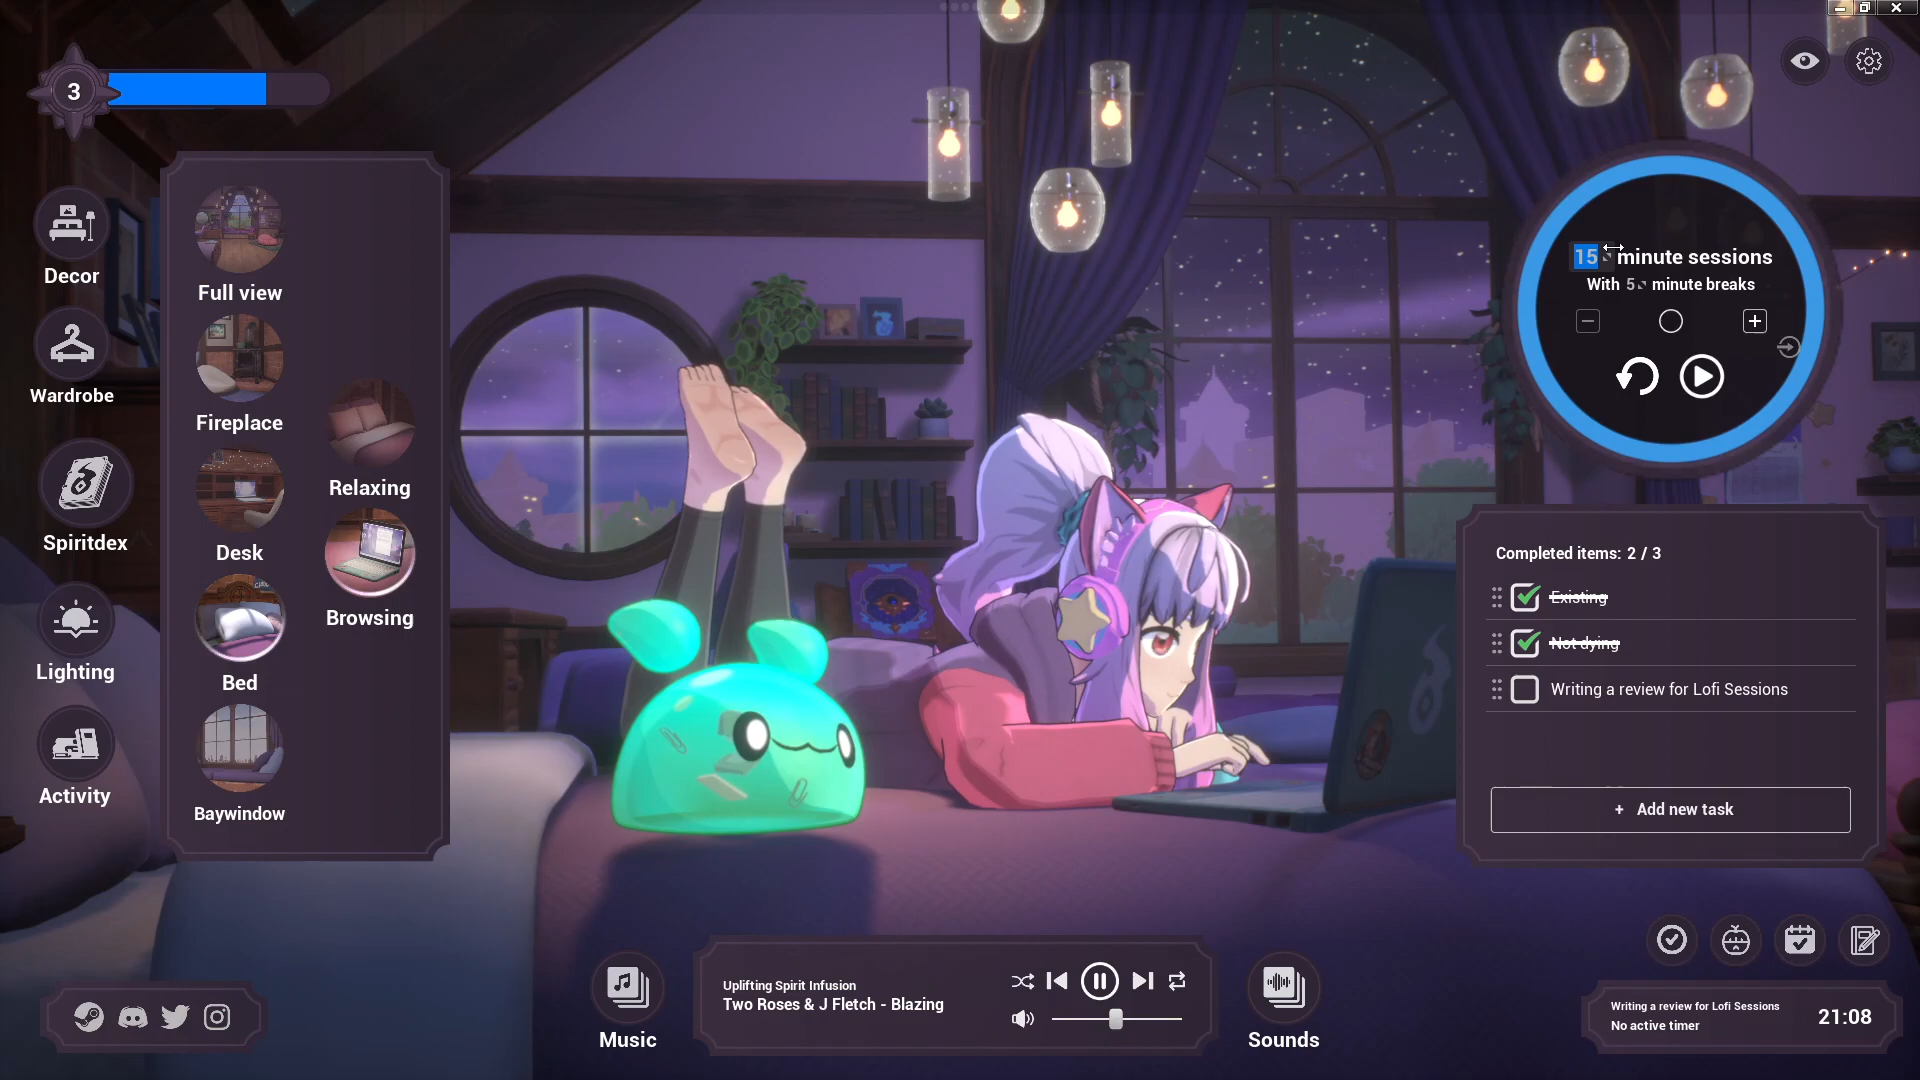 3
Decor
Wardrobe
Spiritdex
Lighting
Activity
Full view
Fireplace
Desk
Bed
Baywindow
Relaxing
Browsing
15 minute sessions
With 5 minute breaks
Completed items: 2 / 3
Existing
Not dying
Writing a review for Lofi Sessions
+ Add new task
Music
Uplifting Spirit Infusion
Two Roses & J Fletch - Blazing
Sounds
Writing a review for Lofi Sessions
No active timer
21:08